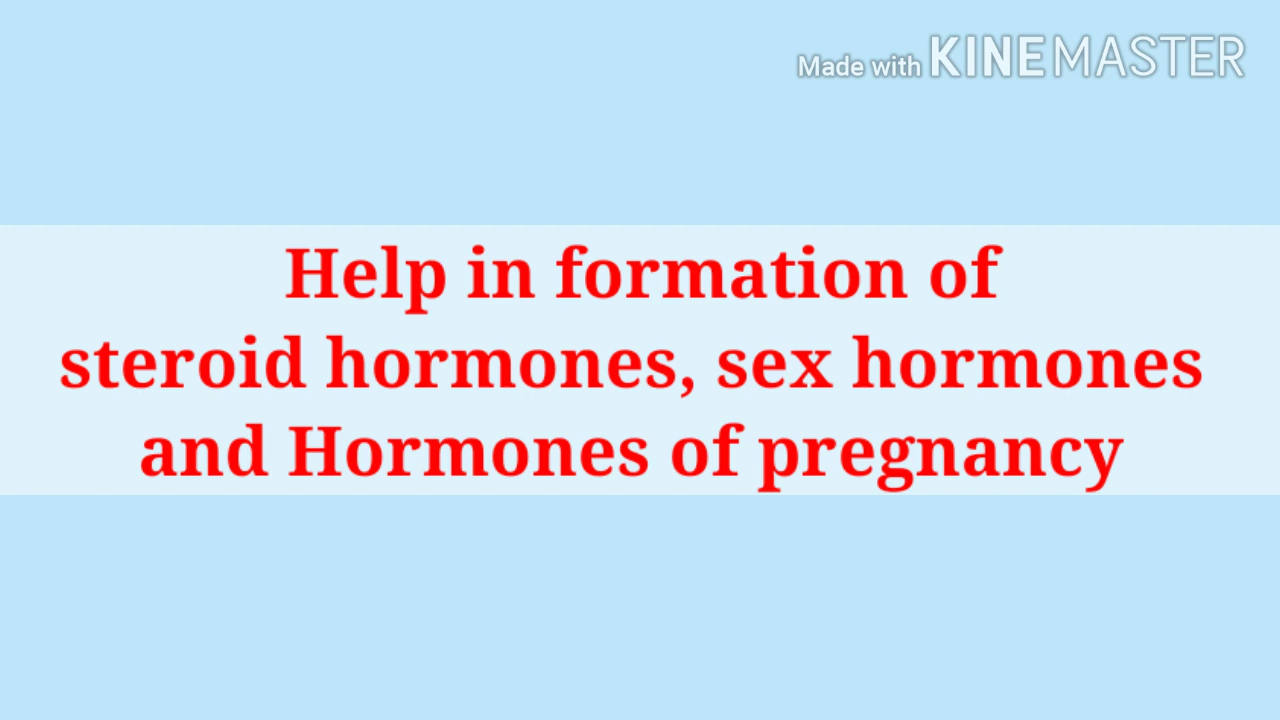 Made with KINEMASTER
Help in formation of
steroid hormones, sex hormones
and Hormones of pregnancy